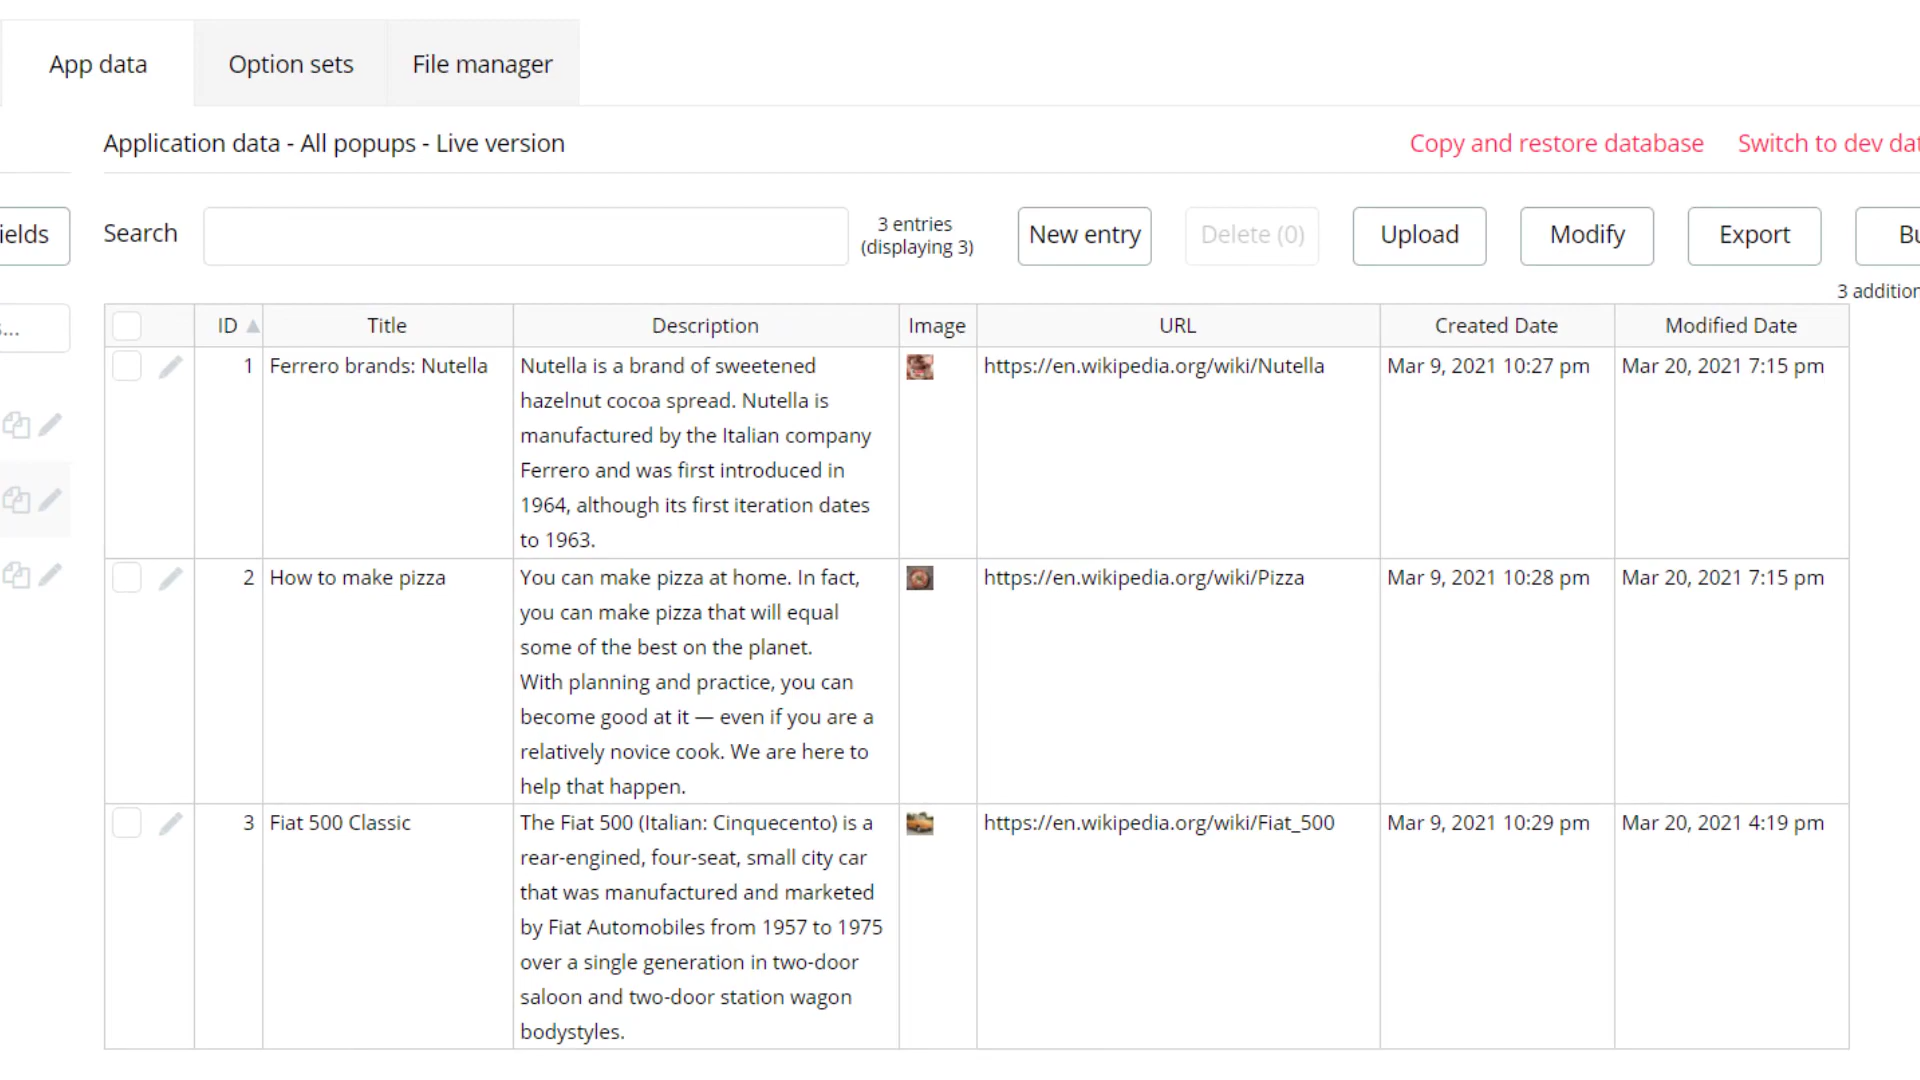 App data Option sets File manager
Application data - All popups - Live version Copy and restore database Switch to dev dat
ields Search 3 entries New entry Delete (0) Upload Modify Export Bu
(displaying 3)
3 addition
s...
ID Title Description Image URL Created Date Modified Date
1 Ferrero brands: Nutella Nutella is a brand of sweetened https://en.wikipedia.org/wiki/Nutella Mar 9, 2021 10:27 pm Mar 20, 2021 7:15 pm
hazelnut cocoa spread. Nutella is
manufactured by the Italian company
Ferrero and was first introduced in
1964, although its first iteration dates
to 1963.
2 How to make pizza You can make pizza at home. In fact, https://en.wikipedia.org/wiki/Pizza Mar 9, 2021 10:28 pm Mar 20, 2021 7:15 pm
you can make pizza that will equal
some of the best on the planet.
With planning and practice, you can
become good at it — even if you are a
relatively novice cook. We are here to
help that happen.
3 Fiat 500 Classic The Fiat 500 (Italian: Cinquecento) is a https://en.wikipedia.org/wiki/Fiat_500 Mar 9, 2021 10:29 pm Mar 20, 2021 4:19 pm
rear-engined, four-seat, small city car
that was manufactured and marketed
by Fiat Automobiles from 1957 to 1975
over a single generation in two-door
saloon and two-door station wagon
bodystyles.